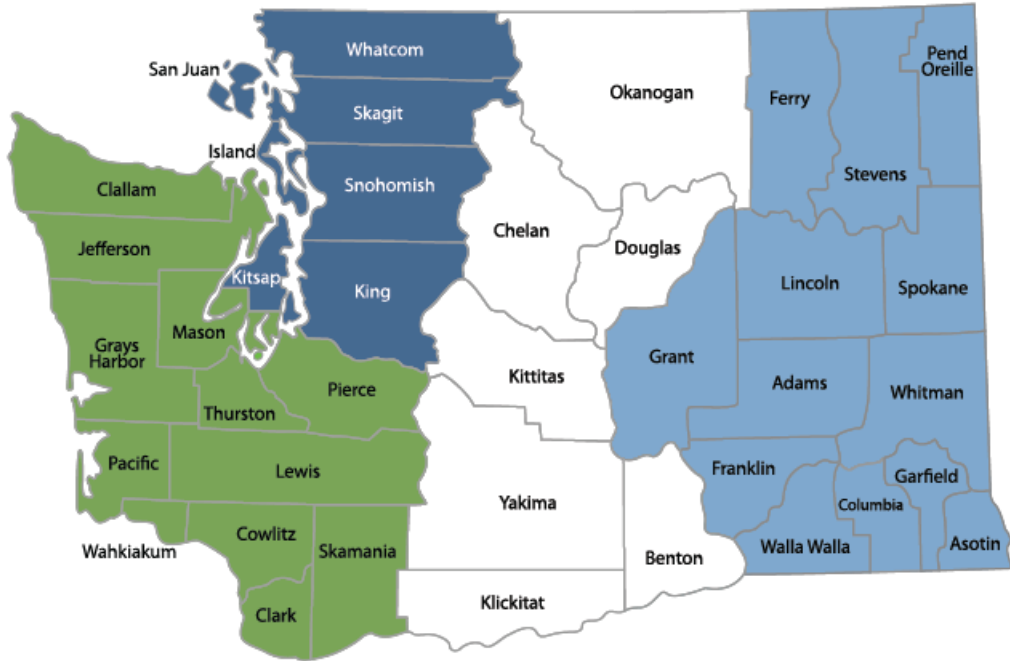 Whatcom
San Juan
Skagit
Island
Snohomish
Clallam
Jefferson
Kitsap
King
Mason
Grays
Harbor
Pierce
Thurston
Pacific
Lewis
Wahkiakum
Cowlitz
Skamania
Clark
Okanogan
Chelan
Douglas
Kittitas
Yakima
Benton
Klickitat
Ferry
Pend
Oreille
Stevens
Lincoln
Spokane
Grant
Adams
Whitman
Franklin
Garfield
Columbia
Walla Walla
Asotin